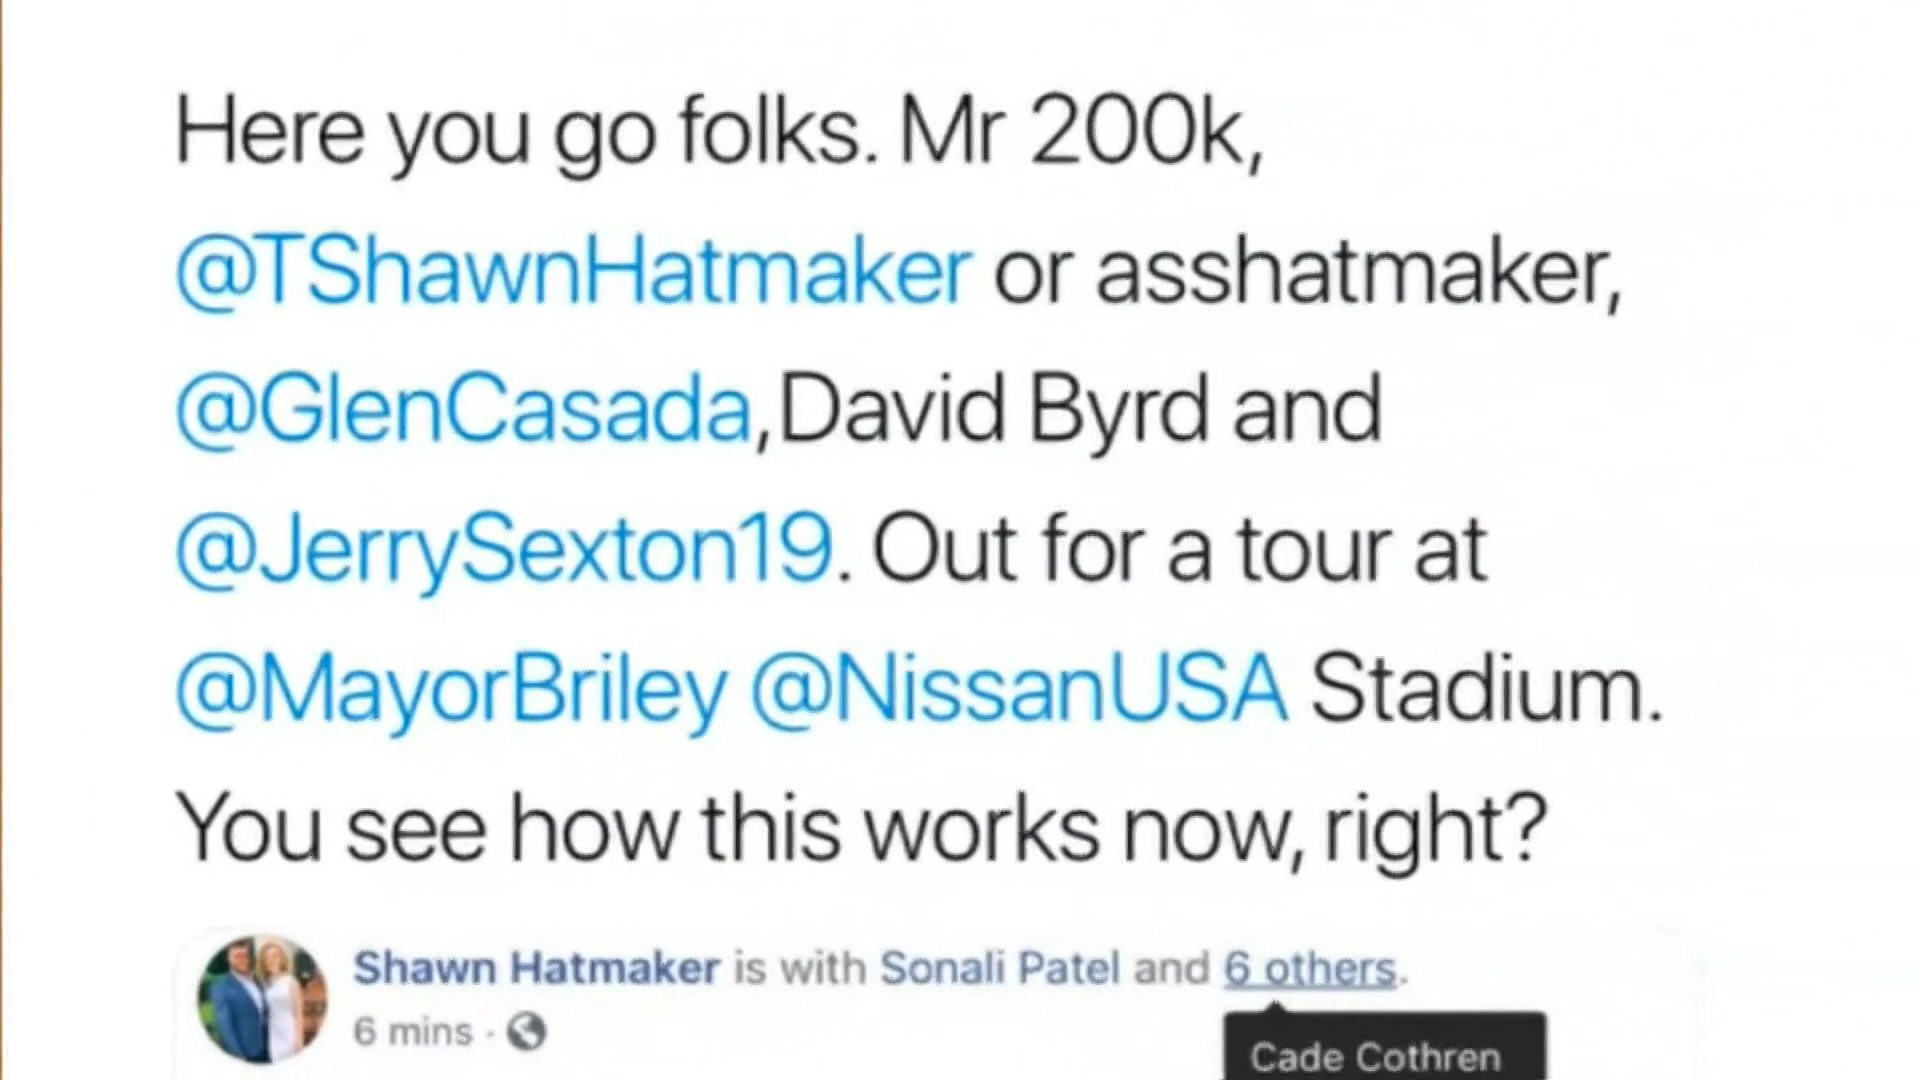 Here you go folks. Mr 200k,
@TShawnHatmaker or asshatmaker,
@GlenCasada,David Byrd and
@JerrySexton19. Out for a tour at
@MayorBriley @NissanUSA Stadium.
You see how this works now, right?
Shawn Hatmaker is with Sonali Patel and 6 others.
6 mins ·
Cade Cothren